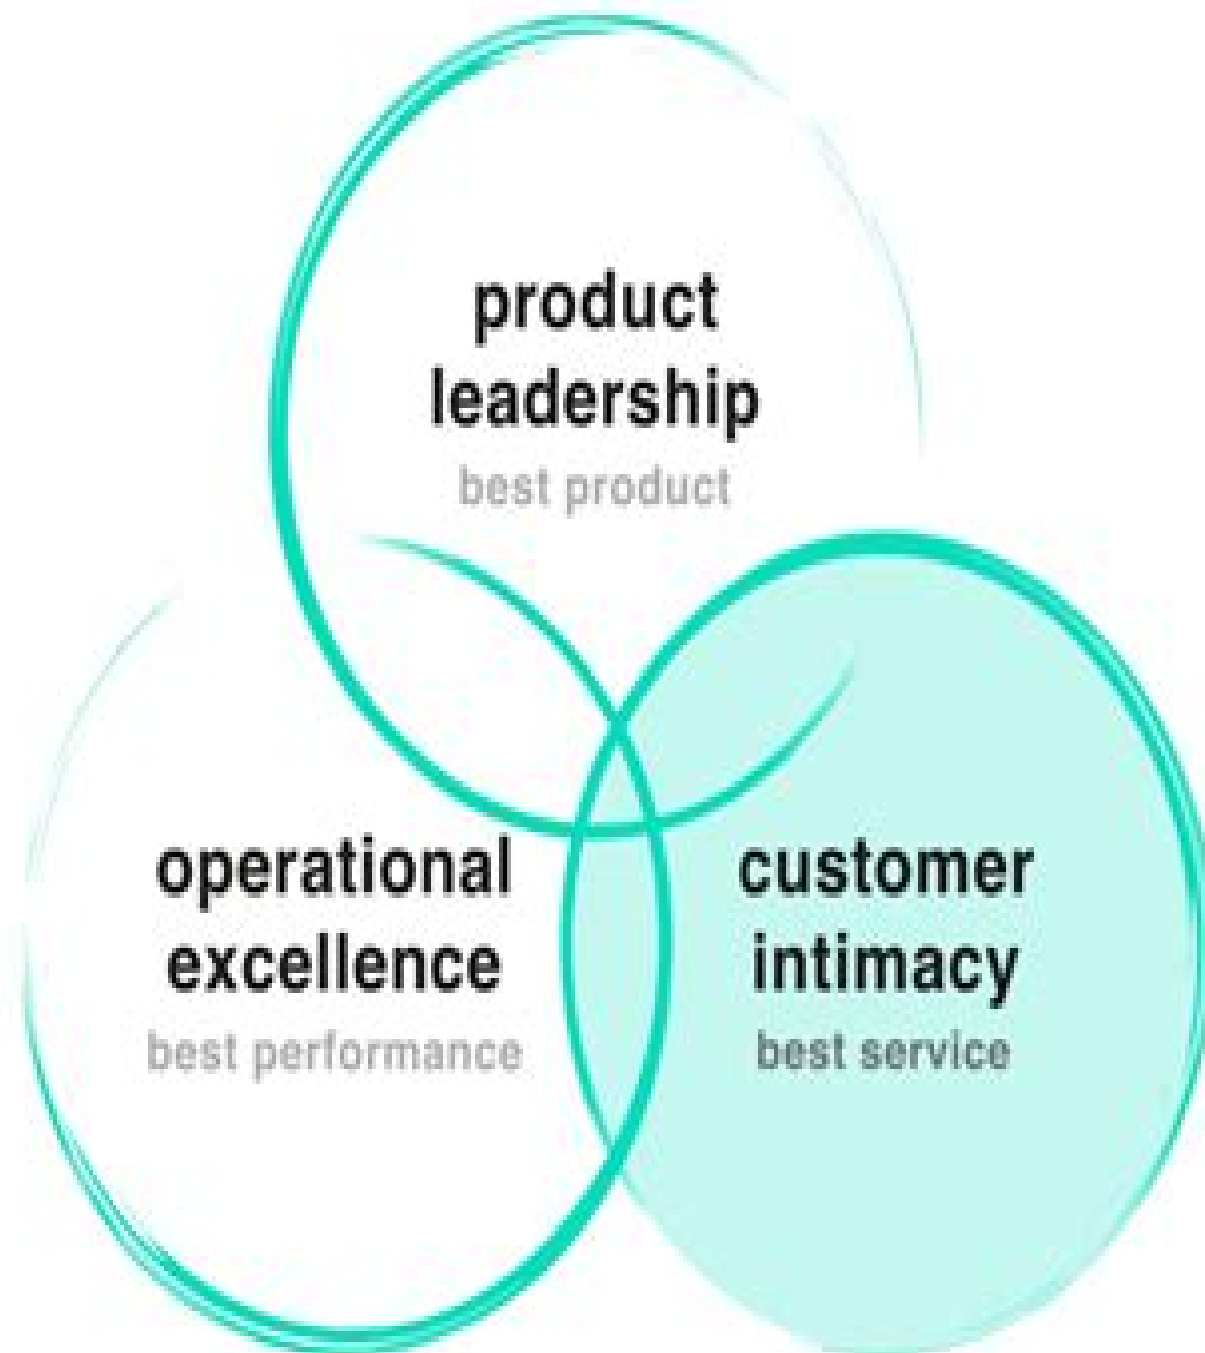 product
leadership
best product
operational
excellence
best performance
customer
intimacy
best service